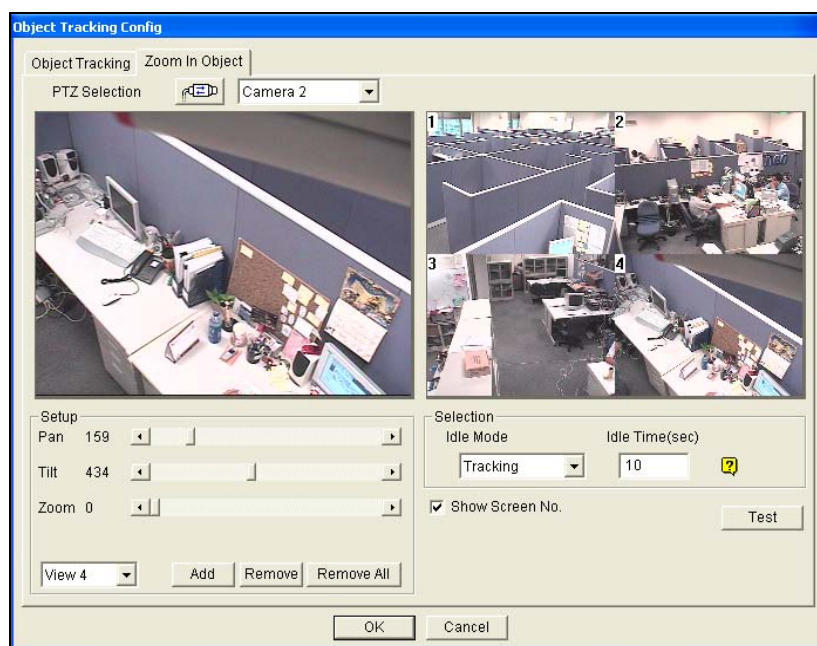 Object Tracking Config
Object Tracking Zoom In Object
PTZ Selection Camera 2
1 2
3 4
Setup
Pan 159
Tilt 434
Zoom 0
View 4 Add Remove Remove All
Selection
Idle Mode Idle Time(sec)
Tracking 10 ?
Show Screen No.
Test
OK Cancel